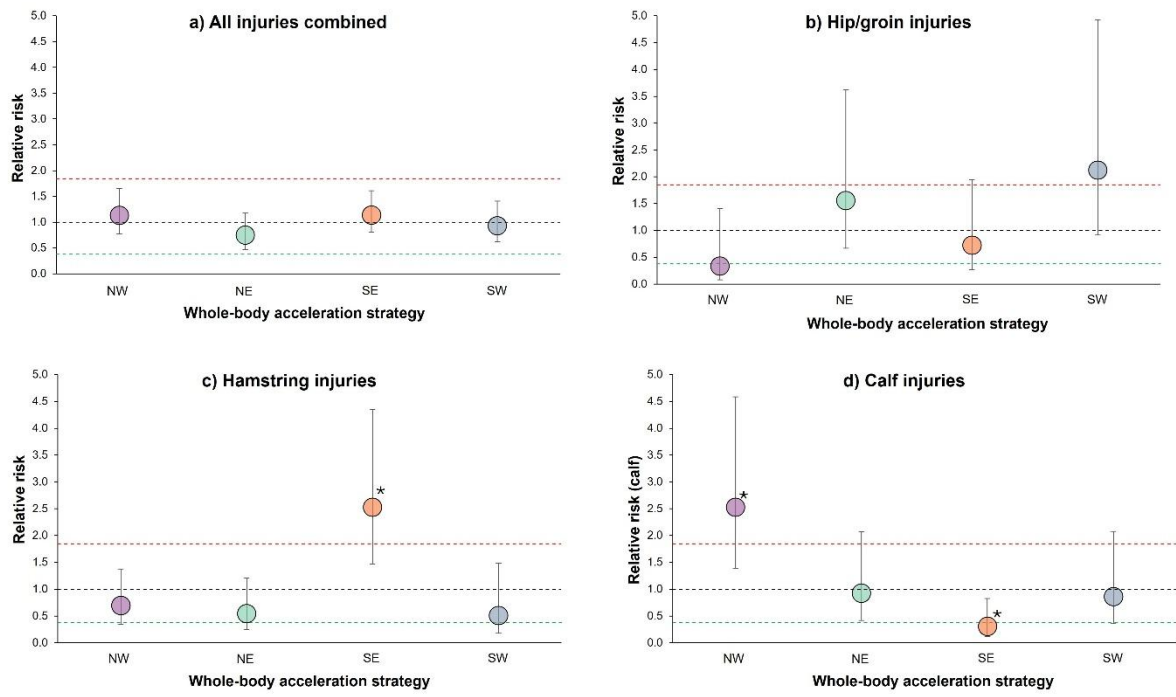 a) All injuries combined
Relative risk
5.0
4.5
4.0
3.5
3.0
2.5
2.0
1.5
1.0
0.5
0.0
NW NE SE SW
Whole-body acceleration strategy
b) Hip/groin injuries
Relative risk
5.0
4.5
4.0
3.5
3.0
2.5
2.0
1.5
1.0
0.5
0.0
NW NE SE SW
Whole-body acceleration strategy
c) Hamstring injuries
Relative risk
5.0
4.5
4.0
3.5
3.0
2.5
2.0
1.5
1.0
0.5
0.0
*
NW NE SE SW
Whole-body acceleration strategy
d) Calf injuries
Relative risk (calf)
5.0
4.5
4.0
3.5
3.0
2.5
2.0
1.5
1.0
0.5
0.0
*
*
NW NE SE SW
Whole-body acceleration strategy